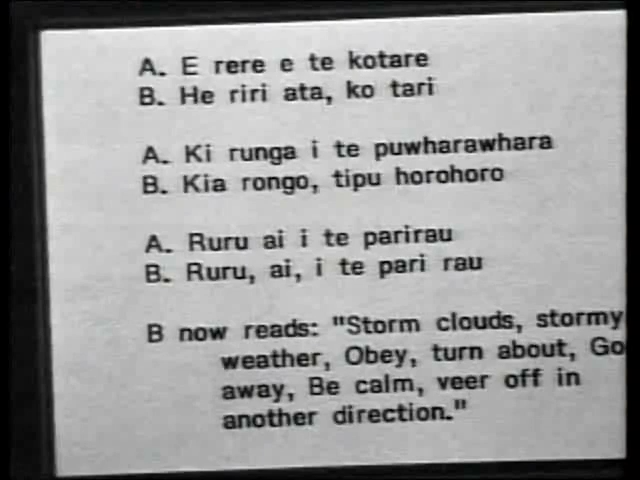 A. E rere e te kotare
B. He riri ata, ko tari
A. Ki runga i te puwharawhara
B. Kia rongo, tipu horohoro
A. Ruru ai i te parirau
B. Ruru, ai, i te pari rau
B now reads: "Storm clouds, stormy
weather, Obey, turn about, Go
away, Be calm, veer off in
another direction."